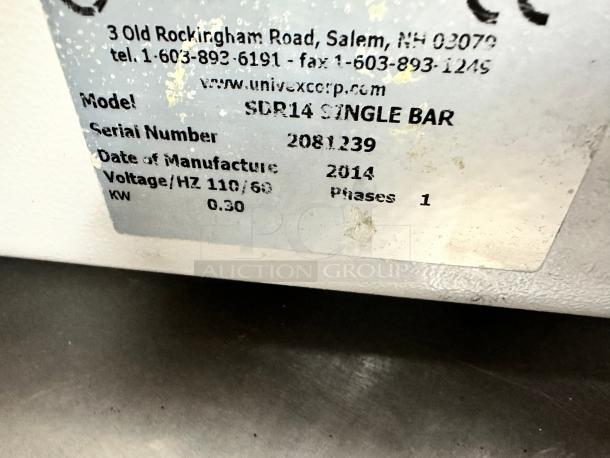 3 Old Rockingham Road, Salem, NH 03079
tel. 1-603-893-6191 - fax 1-603-893-1249
www.univexcorp.com
Model SDR14 SINGLE BAR
Serial Number 2081239
Date of Manufacture 2014
Voltage/HZ 110/60 Phases 1
KW 0.30
PCI
AUCTION GROUP